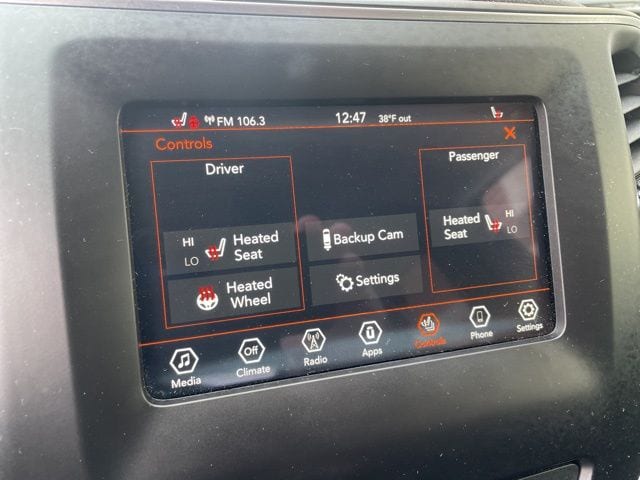 FM 106.3 12:47 38°F out
Controls
Driver
Passenger
HI
LO
Heated
Seat
Backup Cam
Heated
Seat
HI
LO
Heated
Wheel
Settings
Media
Off
Climate
Radio
Apps
Controls
Phone
Settings